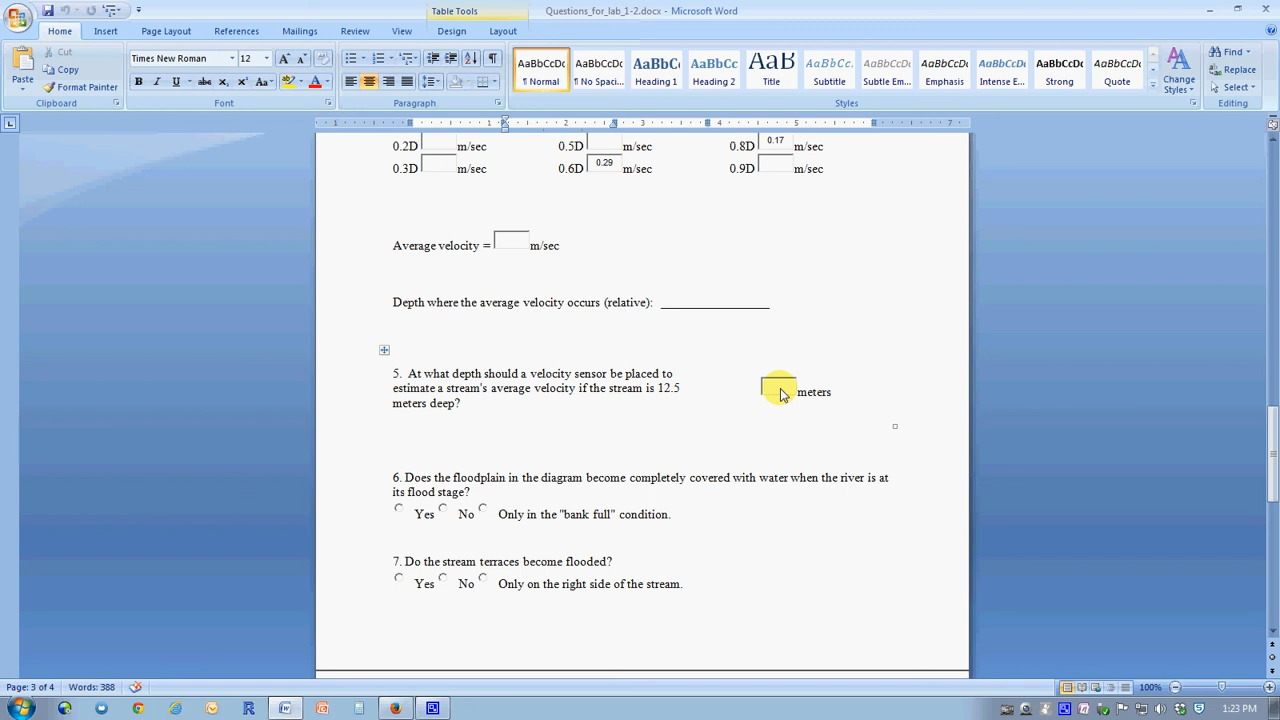 Table Tools
Questions_for_lab_1-2.docx - Microsoft Word
Home Insert Page Layout References Mailings Review View Design Layout
Cut
Copy
Format Painter
Paste
Clipboard
Times New Roman 12
Font
Paragraph
AaBbCcDc AaBbCcDc AaBbCc AaBbCc AaB AaBbCc. AaBbCcDc AaBbCcDc AaBbCcDc AaBbCcDc AaBbCcDc
¶ Normal ¶ No Spaci... Heading 1 Heading 2 Title Subtitle Subtle Em... Emphasis Intense E... Strong Quote
Styles
Change Styles
Find
Replace
Select
Editing
0.2D m/sec 0.5D m/sec 0.8D 0.17 m/sec
0.3D m/sec 0.6D 0.29 m/sec 0.9D m/sec
Average velocity = m/sec
Depth where the average velocity occurs (relative): ____________
5. At what depth should a velocity sensor be placed to
estimate a stream's average velocity if the stream is 12.5
meters deep?
meters
6. Does the floodplain in the diagram become completely covered with water when the river is at
its flood stage?
Yes No Only in the "bank full" condition.
7. Do the stream terraces become flooded?
Yes No Only on the right side of the stream.
Page: 3 of 4 Words: 388 100%
1:23 PM